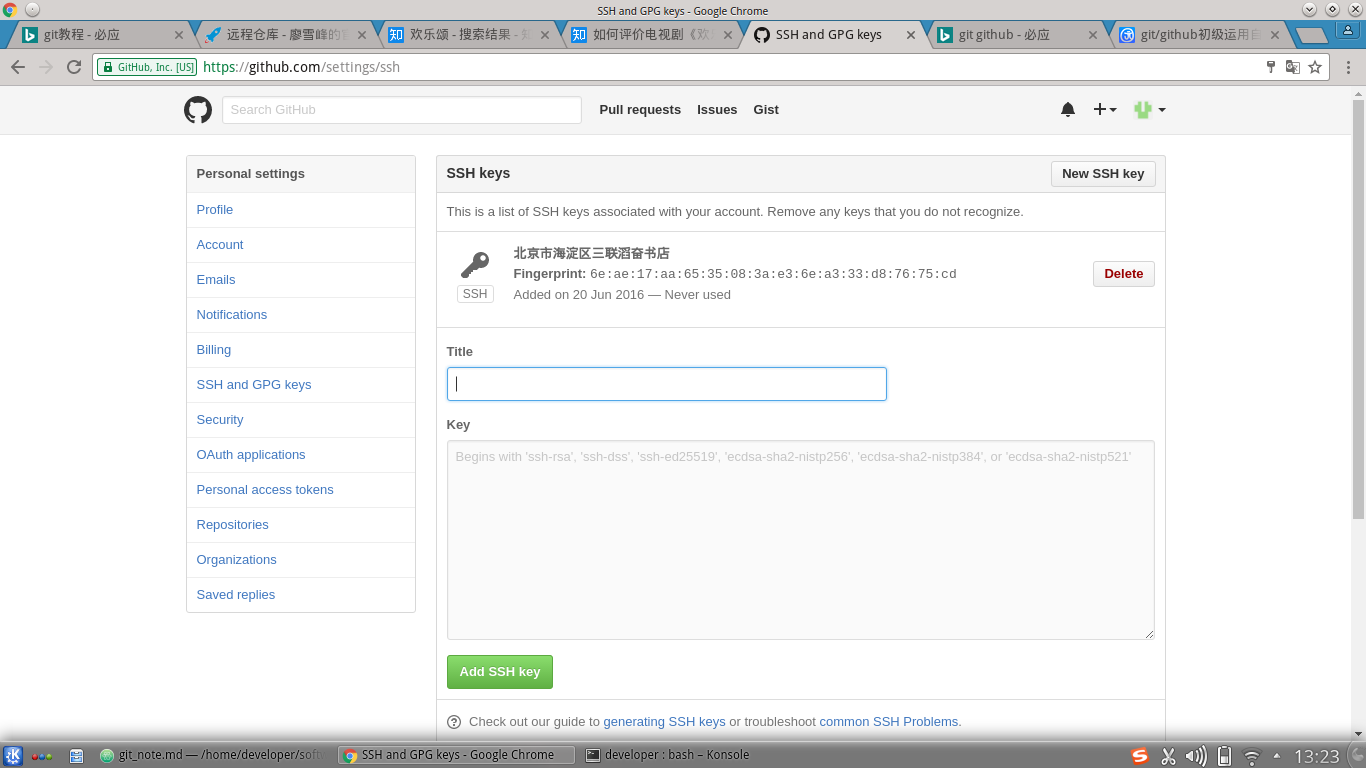 SSH and GPG keys - Google Chrome
git教程 - 必应
远程仓库 - 廖雪峰的
欢乐颂 - 搜索结果 - 知
如何评价电视剧《欢
SSH and GPG keys
git github - 必应
git/github初级运用自
GitHub, Inc. [US]
https://github.com/settings/ssh
Search GitHub
Pull requests
Issues
Gist
Personal settings
Profile
Account
Emails
Notifications
Billing
SSH and GPG keys
Security
OAuth applications
Personal access tokens
Repositories
Organizations
Saved replies
SSH keys
New SSH key
This is a list of SSH keys associated with your account. Remove any keys that you do not recognize.
SSH
北京市海淀区三联滔奋书店
Fingerprint: 6e:ae:17:aa:65:35:08:3a:e3:6e:a3:33:d8:76:75:cd
Added on 20 Jun 2016 — Never used
Delete
Title
Key
Begins with 'ssh-rsa', 'ssh-dss', 'ssh-ed25519', 'ecdsa-sha2-nistp256', 'ecdsa-sha2-nistp384', or 'ecdsa-sha2-nistp521'
Add SSH key
Check out our guide to generating SSH keys or troubleshoot common SSH Problems.
git_note.md — /home/developer/soft
SSH and GPG keys - Google Chrome
developer : bash – Konsole
13:23